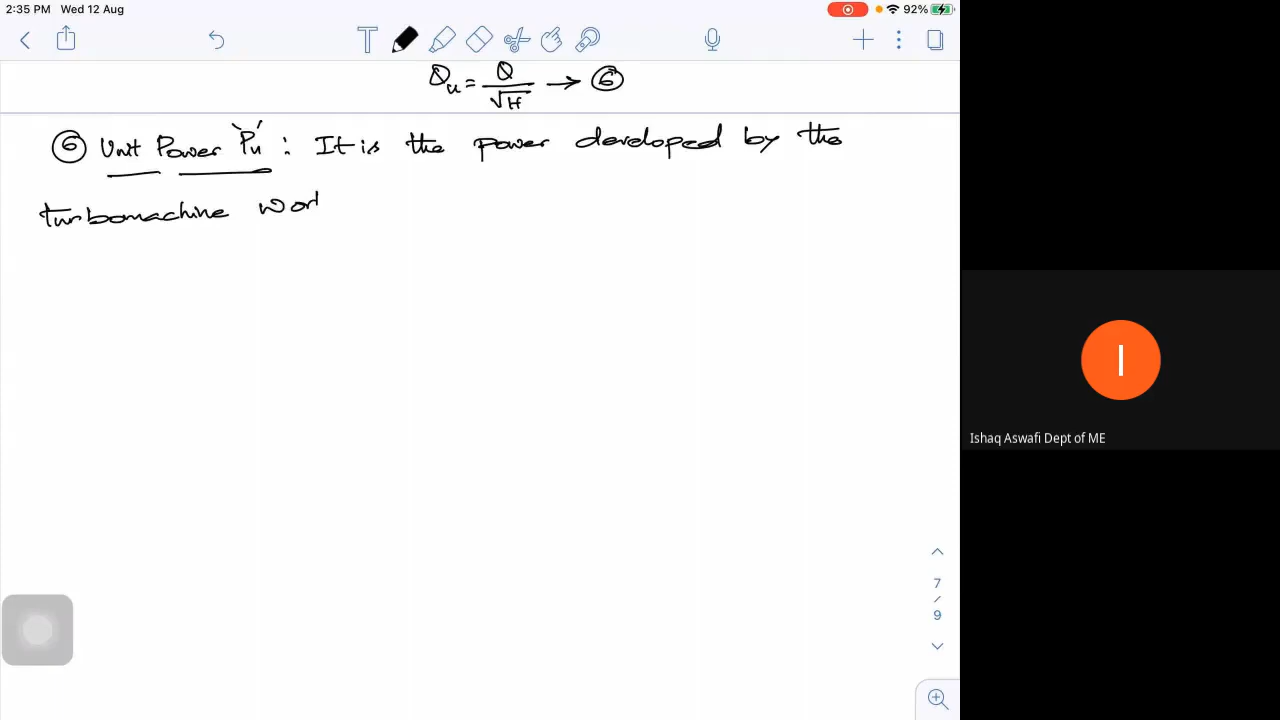 2:35 PM Wed 12 Aug 92%
T
Qu = Q / √H → ⑥
⑥ Unit Power 'Pu' : It is the power developed by the
turbomachine wor
I
Ishaq Aswafi Dept of ME
7
/
9